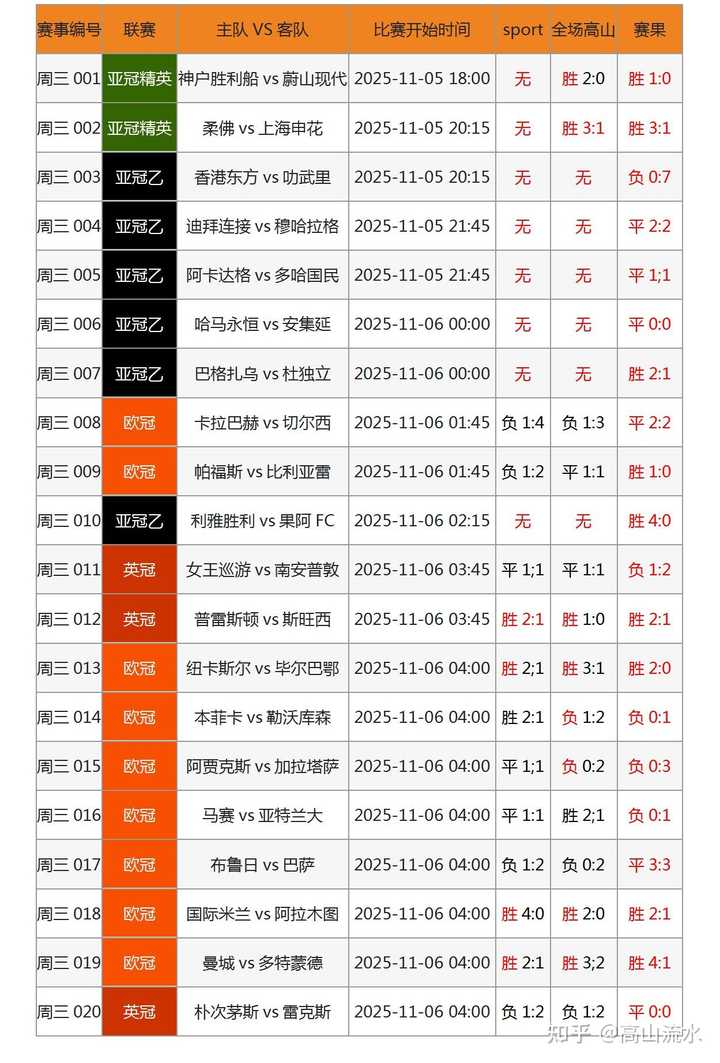 赛事编号 联赛 主队 VS 客队 比赛开始时间 sport 全场高山 赛果
周三 001 亚冠精英 神户胜利船 vs 蔚山现代 2025-11-05 18:00 无 胜 2:0 胜 1:0
周三 002 亚冠精英 柔佛 vs 上海申花 2025-11-05 20:15 无 胜 3:1 胜 3:1
周三 003 亚冠乙 香港东方 vs 叻武里 2025-11-05 20:15 无 无 负 0:7
周三 004 亚冠乙 迪拜连接 vs 穆哈拉格 2025-11-05 21:45 无 无 平 2:2
周三 005 亚冠乙 阿卡达格 vs 多哈国民 2025-11-05 21:45 无 无 平 1;1
周三 006 亚冠乙 哈马永恒 vs 安集延 2025-11-06 00:00 无 无 平 0:0
周三 007 亚冠乙 巴格扎乌 vs 杜独立 2025-11-06 00:00 无 无 胜 2:1
周三 008 欧冠 卡拉巴赫 vs 切尔西 2025-11-06 01:45 负 1:4 负 1:3 平 2:2
周三 009 欧冠 帕福斯 vs 比利亚雷 2025-11-06 01:45 负 1:2 平 1:1 胜 1:0
周三 010 亚冠乙 利雅胜利 vs 果阿 FC 2025-11-06 02:15 无 无 胜 4:0
周三 011 英冠 女王巡游 vs 南安普敦 2025-11-06 03:45 平 1;1 平 1:1 负 1:2
周三 012 英冠 普雷斯顿 vs 斯旺西 2025-11-06 03:45 胜 2:1 胜 1:0 胜 2:1
周三 013 欧冠 纽卡斯尔 vs 毕尔巴鄂 2025-11-06 04:00 胜 2;1 胜 3:1 胜 2:0
周三 014 欧冠 本菲卡 vs 勒沃库森 2025-11-06 04:00 胜 2:1 负 1:2 负 0:1
周三 015 欧冠 阿贾克斯 vs 加拉塔萨 2025-11-06 04:00 平 1;1 负 0:2 负 0:3
周三 016 欧冠 马赛 vs 亚特兰大 2025-11-06 04:00 平 1:1 胜 2;1 负 0:1
周三 017 欧冠 布鲁日 vs 巴萨 2025-11-06 04:00 负 1:2 负 0:2 平 3:3
周三 018 欧冠 国际米兰 vs 阿拉木图 2025-11-06 04:00 胜 4:0 胜 2:0 胜 2:1
周三 019 欧冠 曼城 vs 多特蒙德 2025-11-06 04:00 胜 2:1 胜 3;2 胜 4:1
周三 020 英冠 朴次茅斯 vs 雷克斯 2025-11-06 04:00 负 1:2 负 1:2 平 0:0
知乎 @高山流水